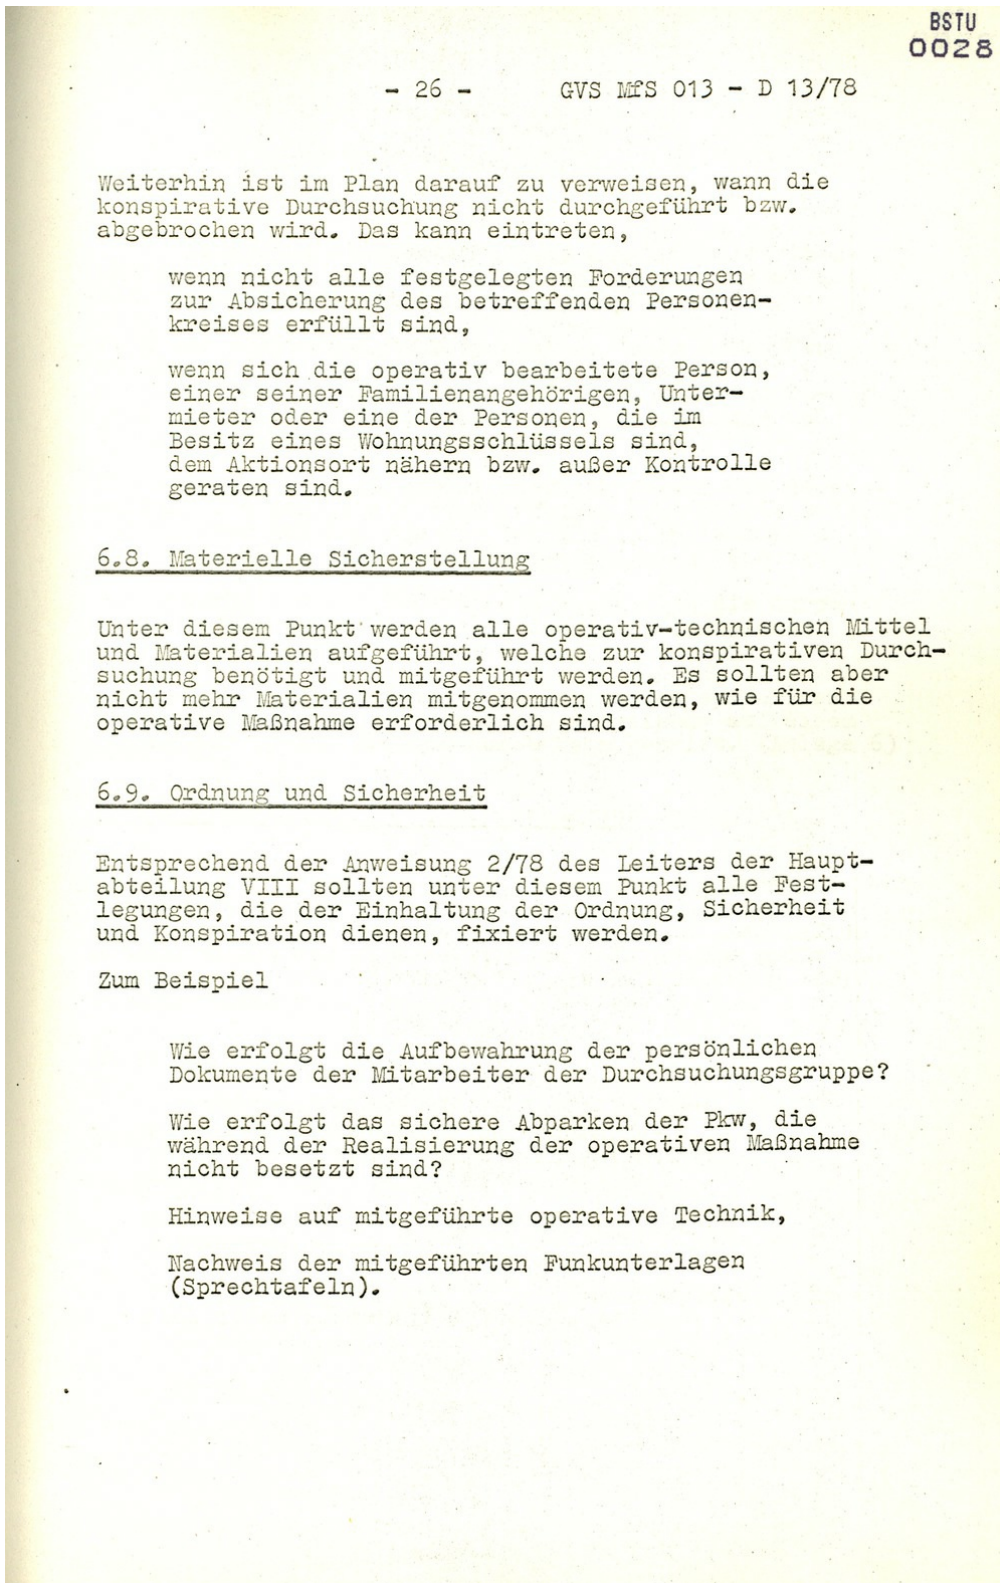 BSTU
0028
- 26 - GVS MfS 013 - D 13/78
Weiterhin ist im Plan darauf zu verweisen, wann die
konspirative Durchsuchung nicht durchgeführt bzw.
abgebrochen wird. Das kann eintreten,
wenn nicht alle festgelegten Forderungen
zur Absicherung des betreffenden Personen-
kreises erfüllt sind,
wenn sich die operativ bearbeitete Person,
einer seiner Familienangehörigen, Unter-
mieter oder eine der Personen, die im
Besitz eines Wohnungsschlüssels sind,
dem Aktionsort nähern bzw. außer Kontrolle
geraten sind.
6.8. Materielle Sicherstellung
Unter diesem Punkt werden alle operativ-technischen Mittel
und Materialien aufgeführt, welche zur konspirativen Durch-
suchung benötigt und mitgeführt werden. Es sollten aber
nicht mehr Materialien mitgenommen werden, wie für die
operative Maßnahme erforderlich sind.
6.9. Ordnung und Sicherheit
Entsprechend der Anweisung 2/78 des Leiters der Haupt-
abteilung VIII sollten unter diesem Punkt alle Fest-
legungen, die der Einhaltung der Ordnung, Sicherheit
und Konspiration dienen, fixiert werden.
Zum Beispiel
Wie erfolgt die Aufbewahrung der persönlichen
Dokumente der Mitarbeiter der Durchsuchungsgruppe?
Wie erfolgt das sichere Abparken der Pkw, die
während der Realisierung der operativen Maßnahme
nicht besetzt sind?
Hinweise auf mitgeführte operative Technik,
Nachweis der mitgeführten Funkunterlagen
(Sprechtafeln).